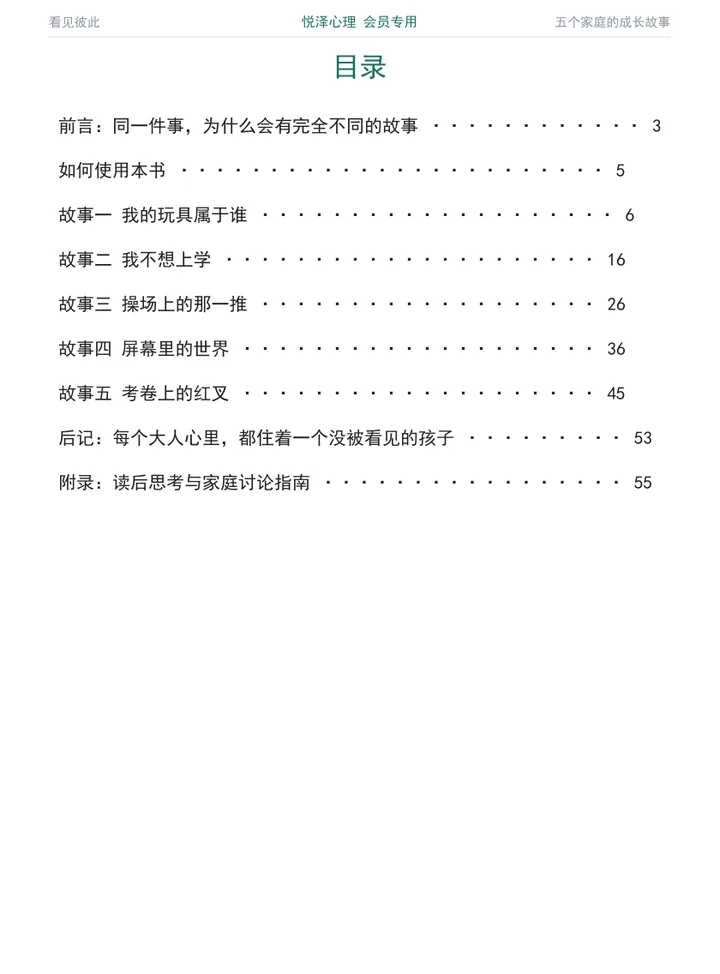 看见彼此 悦泽心理 会员专用 五个家庭的成长故事
目录
前言：同一件事，为什么会有完全不同的故事 · · · · · · · · · · · · 3
如何使用本书 · · · · · · · · · · · · · · · · · · · · · · · · 5
故事一 我的玩具属于谁 · · · · · · · · · · · · · · · · · · · · 6
故事二 我不想上学 · · · · · · · · · · · · · · · · · · · · · 16
故事三 操场上的那一推 · · · · · · · · · · · · · · · · · · · 26
故事四 屏幕里的世界 · · · · · · · · · · · · · · · · · · · · 36
故事五 考卷上的红叉 · · · · · · · · · · · · · · · · · · · · 45
后记：每个大人心里，都住着一个没被看见的孩子 · · · · · · · · · 53
附录：读后思考与家庭讨论指南 · · · · · · · · · · · · · · · · · 55